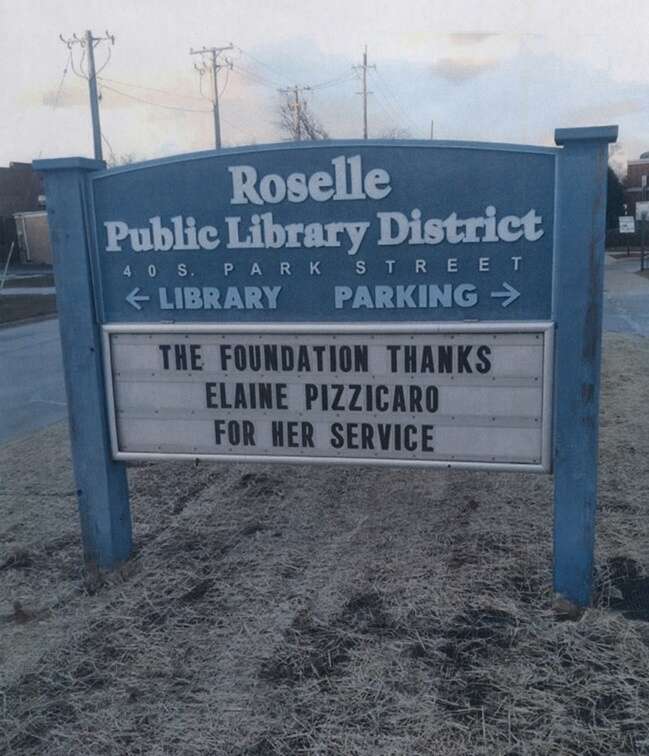 Roselle
Public Library District
40 S. PARK STREET
← LIBRARY PARKING →
THE FOUNDATION THANKS
ELAINE PIZZICARO
FOR HER SERVICE